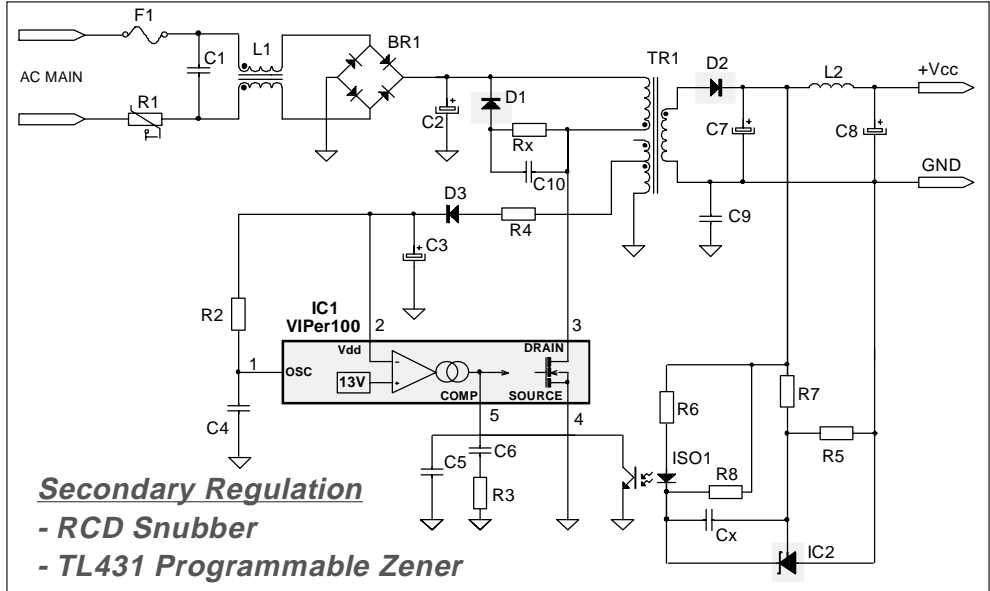 F1
L1
BR1
TR1
D2
L2
+Vcc
C1
AC MAIN
R1
T
C2
+
D1
Rx
C10
C7
+
C8
+
GND
D3
R4
C9
C3
+
R2
IC1
VIPer100
2
3
1
Vdd
DRAIN
OSC
13V
-
+
COMP
SOURCE
5
4
R6
R7
C4
C5
C6
R3
ISO1
R8
R5
Cx
IC2
Secondary Regulation
- RCD Snubber
- TL431 Programmable Zener